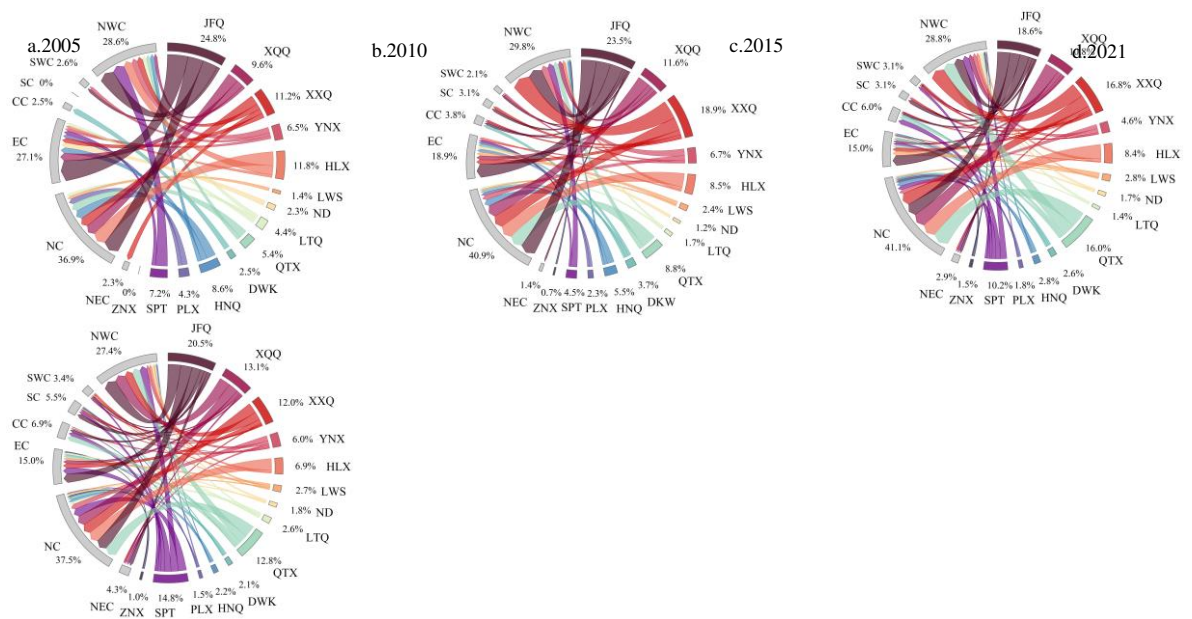 a.2005
NWC
28.6%
JFQ
24.8%
XQQ
9.6%
11.2% XXQ
6.5% YNX
11.8% HLX
1.4% LWS
2.3% ND
4.4%
LTQ
5.4%
QTX
2.5%
DWK
8.6%
HNQ
4.3%
PLX
7.2%
SPT
0%
ZNX
2.3%
NEC
NC
36.9%
EC
27.1%
CC 2.5%
SC 0%
SWC 2.6%
b.2010
NWC
29.8%
JFQ
23.5%
XQQ
11.6%
18.9% XXQ
6.7% YNX
8.5% HLX
2.4% LWS
1.2% ND
1.7% LTQ
8.8%
QTX
3.7%
DKW
5.5%
HNQ
2.3%
PLX
4.5%
SPT
0.7%
ZNX
1.4%
NEC
NC
40.9%
EC
18.9%
CC 3.8%
SC 3.1%
SWC 2.1%
c.2015
NWC
28.8%
JFQ
18.6%
XQQ
d.2021
16.8% XXQ
4.6% YNX
8.4% HLX
2.8% LWS
1.7% ND
1.4%
LTQ
16.0%
QTX
2.6%
DWK
2.8%
HNQ
1.8%
PLX
10.2%
SPT
1.5%
ZNX
2.9%
NEC
NC
41.1%
EC
15.0%
CC 6.0%
SC 3.1%
SWC 3.1%
NWC
27.4%
JFQ
20.5%
XQQ
13.1%
12.0% XXQ
6.0% YNX
6.9% HLX
2.7% LWS
1.8% ND
2.6% LTQ
12.8%
QTX
2.1%
DWK
2.2%
HNQ
1.5%
PLX
14.8%
SPT
1.0%
ZNX
4.3%
NEC
NC
37.5%
EC
15.0%
CC 6.9%
SC 5.5%
SWC 3.4%